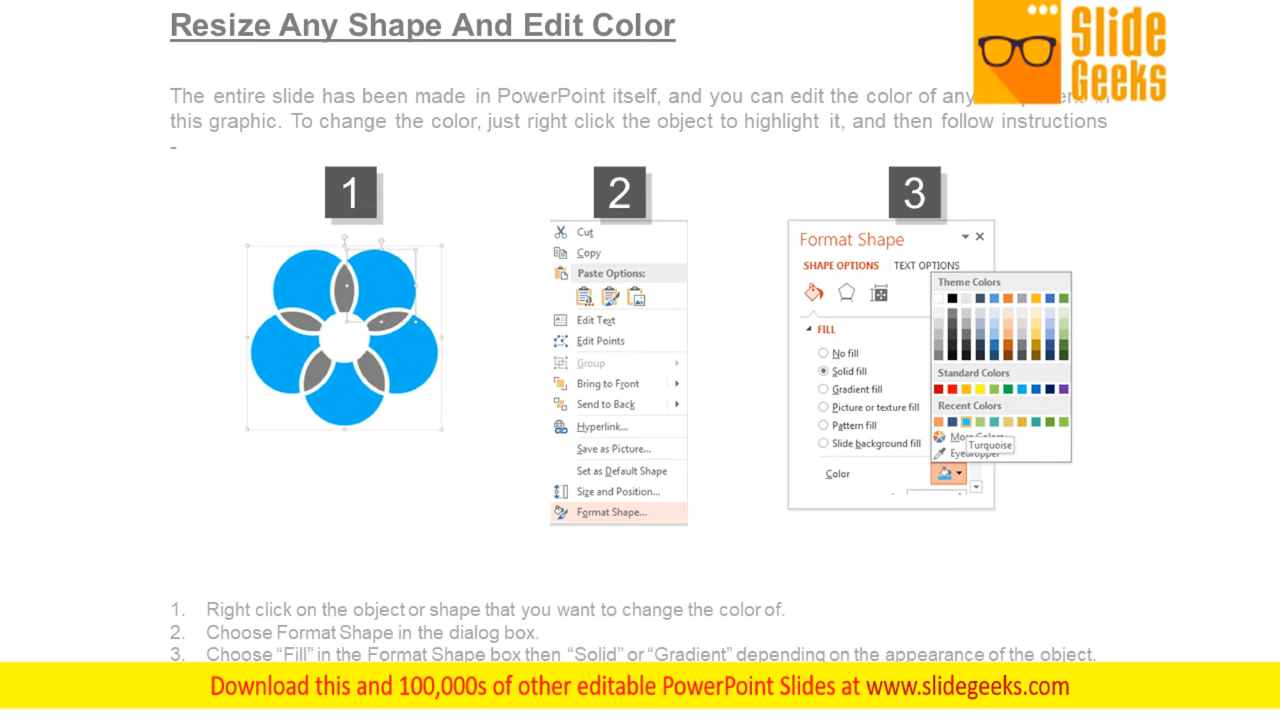 Resize Any Shape And Edit Color
Slide
Geeks
The entire slide has been made in PowerPoint itself, and you can edit the color of any
this graphic. To change the color, just right click the object to highlight it, and then follow instructions
-
1
2
3
Cut
Copy
Paste Options:
Edit Text
Edit Points
Group
Bring to Front
Send to Back
Hyperlink...
Save as Picture...
Set as Default Shape
Size and Position...
Format Shape...
Format Shape
SHAPE OPTIONS TEXT OPTIONS
FILL
No fill
Solid fill
Gradient fill
Picture or texture fill
Pattern fill
Slide background fill
Color
Theme Colors
Standard Colors
Recent Colors
More Colors
Turquoise
Eyedropper
1. Right click on the object or shape that you want to change the color of.
2. Choose Format Shape in the dialog box.
3. Choose “Fill” in the Format Shape box then “Solid” or “Gradient” depending on the appearance of the object.
Download this and 100,000s of other editable PowerPoint Slides at www.slidegeeks.com